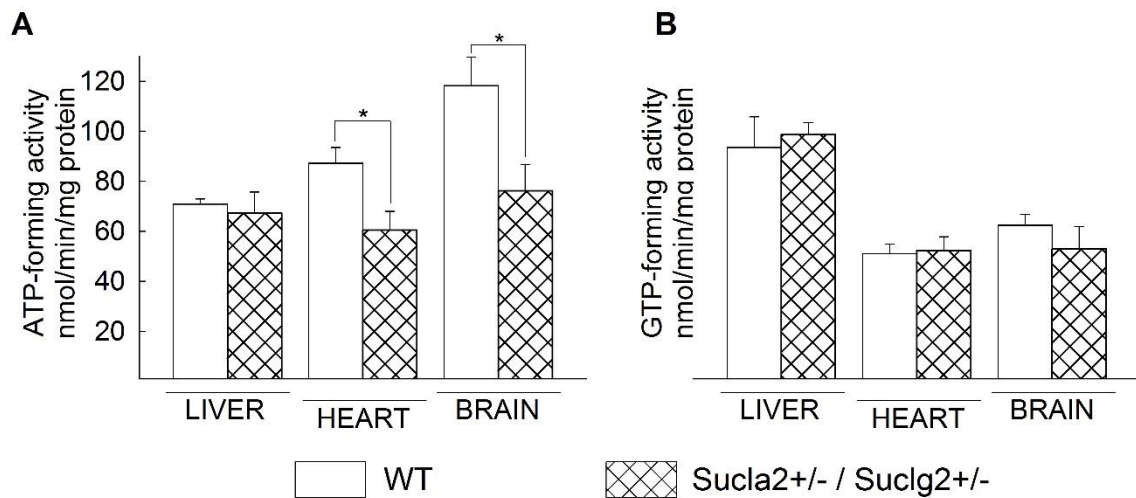 A
B
ATP-forming activity
nmol/min/mg protein
120
100
80
60
40
20
*
*
LIVER
HEART
BRAIN
GTP-forming activity
nmol/min/mg protein
LIVER
HEART
BRAIN
WT
Sucla2+/- / Suclg2+/-